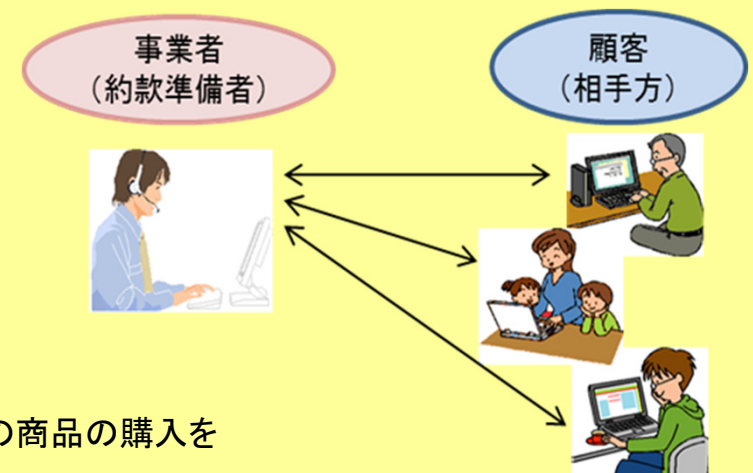 事業者
（約款準備者）
顧客
（相手方）
の商品の購入を